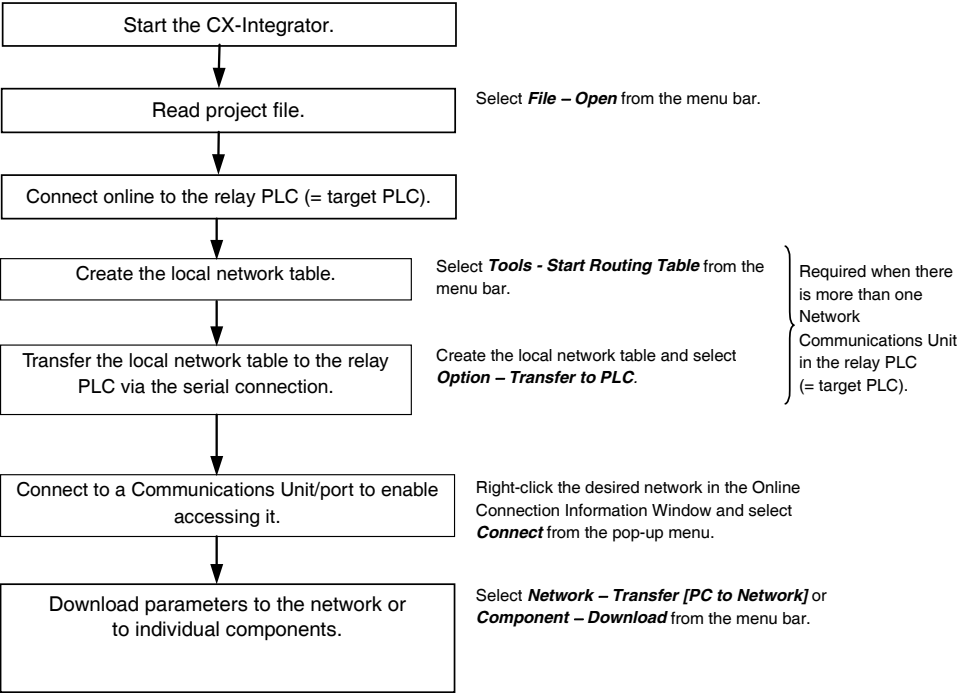 Start the CX-Integrator.
Read project file.
Select File – Open from the menu bar.
Connect online to the relay PLC (= target PLC).
Create the local network table.
Select Tools - Start Routing Table from the
menu bar.
Transfer the local network table to the relay
PLC via the serial connection.
Create the local network table and select
Option – Transfer to PLC.
Required when there
is more than one
Network
Communications Unit
in the relay PLC
(= target PLC).
Connect to a Communications Unit/port to enable
accessing it.
Right-click the desired network in the Online
Connection Information Window and select
Connect from the pop-up menu.
Download parameters to the network or
to individual components.
Select Network – Transfer [PC to Network] or
Component – Download from the menu bar.